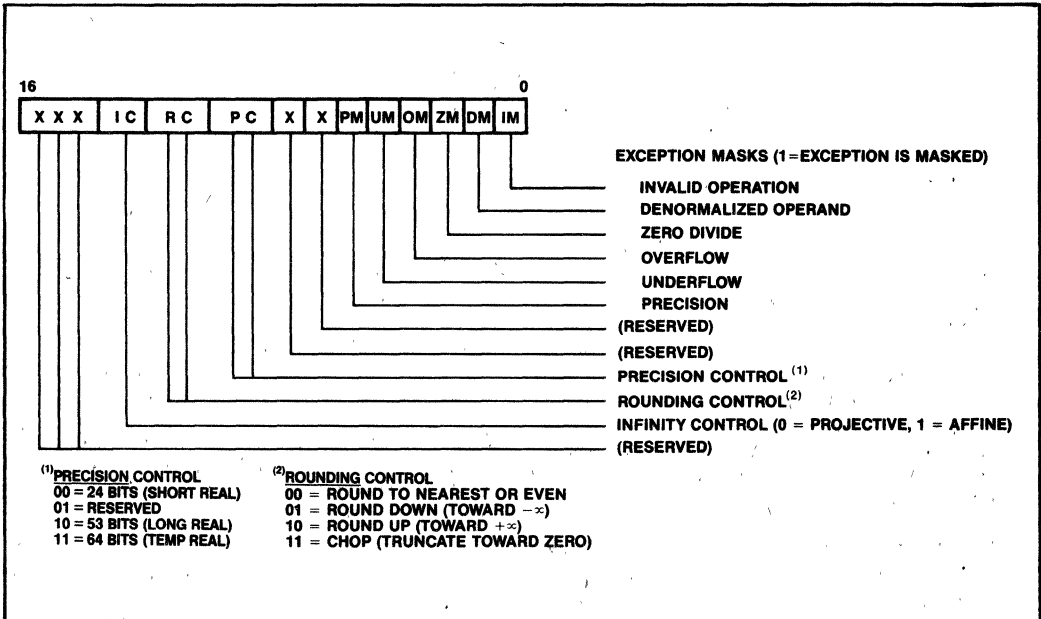 16 0
X X X I C R C P C X X PM UM OM ZM DM IM
EXCEPTION MASKS (1=EXCEPTION IS MASKED)
INVALID OPERATION
DENORMALIZED OPERAND
ZERO DIVIDE
OVERFLOW
UNDERFLOW
PRECISION
(RESERVED)
(RESERVED)
PRECISION CONTROL (1)
ROUNDING CONTROL(2)
INFINITY CONTROL (0 = PROJECTIVE, 1 = AFFINE)
(RESERVED)
(1)PRECISION CONTROL
00 = 24 BITS (SHORT REAL)
01 = RESERVED
10 = 53 BITS (LONG REAL)
11 = 64 BITS (TEMP REAL)
(2)ROUNDING CONTROL
00 = ROUND TO NEAREST OR EVEN
01 = ROUND DOWN (TOWARD −∞)
10 = ROUND UP (TOWARD +∞)
11 = CHOP (TRUNCATE TOWARD ZERO)